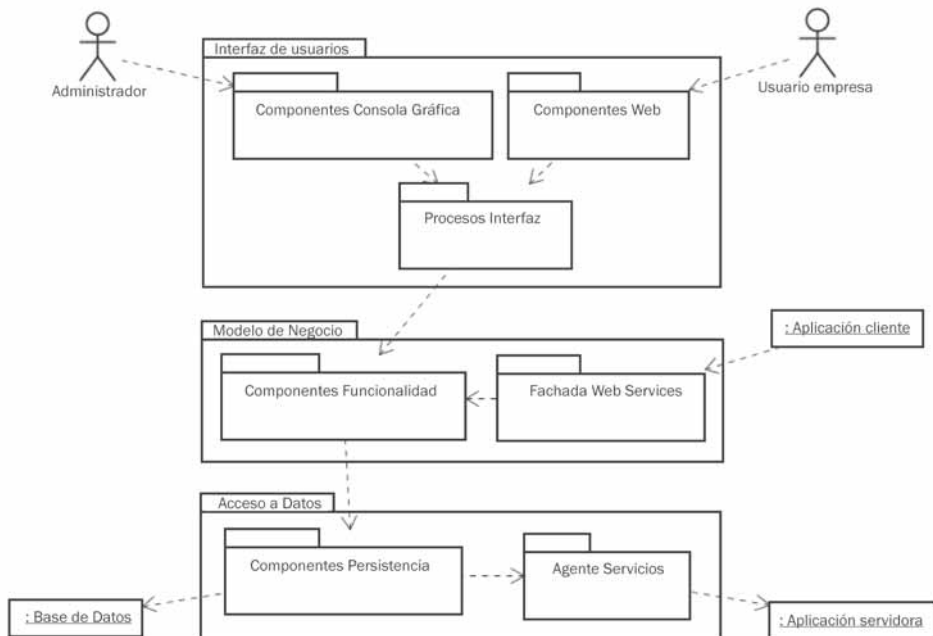 Interfaz de usuarios
Administrador
Usuario empresa
Componentes Consola Gráfica
Componentes Web
Procesos Interfaz
Modelo de Negocio
: Aplicación cliente
Componentes Funcionalidad
Fachada Web Services
Acceso a Datos
Componentes Persistencia
Agente Servicios
: Base de Datos
: Aplicación servidora